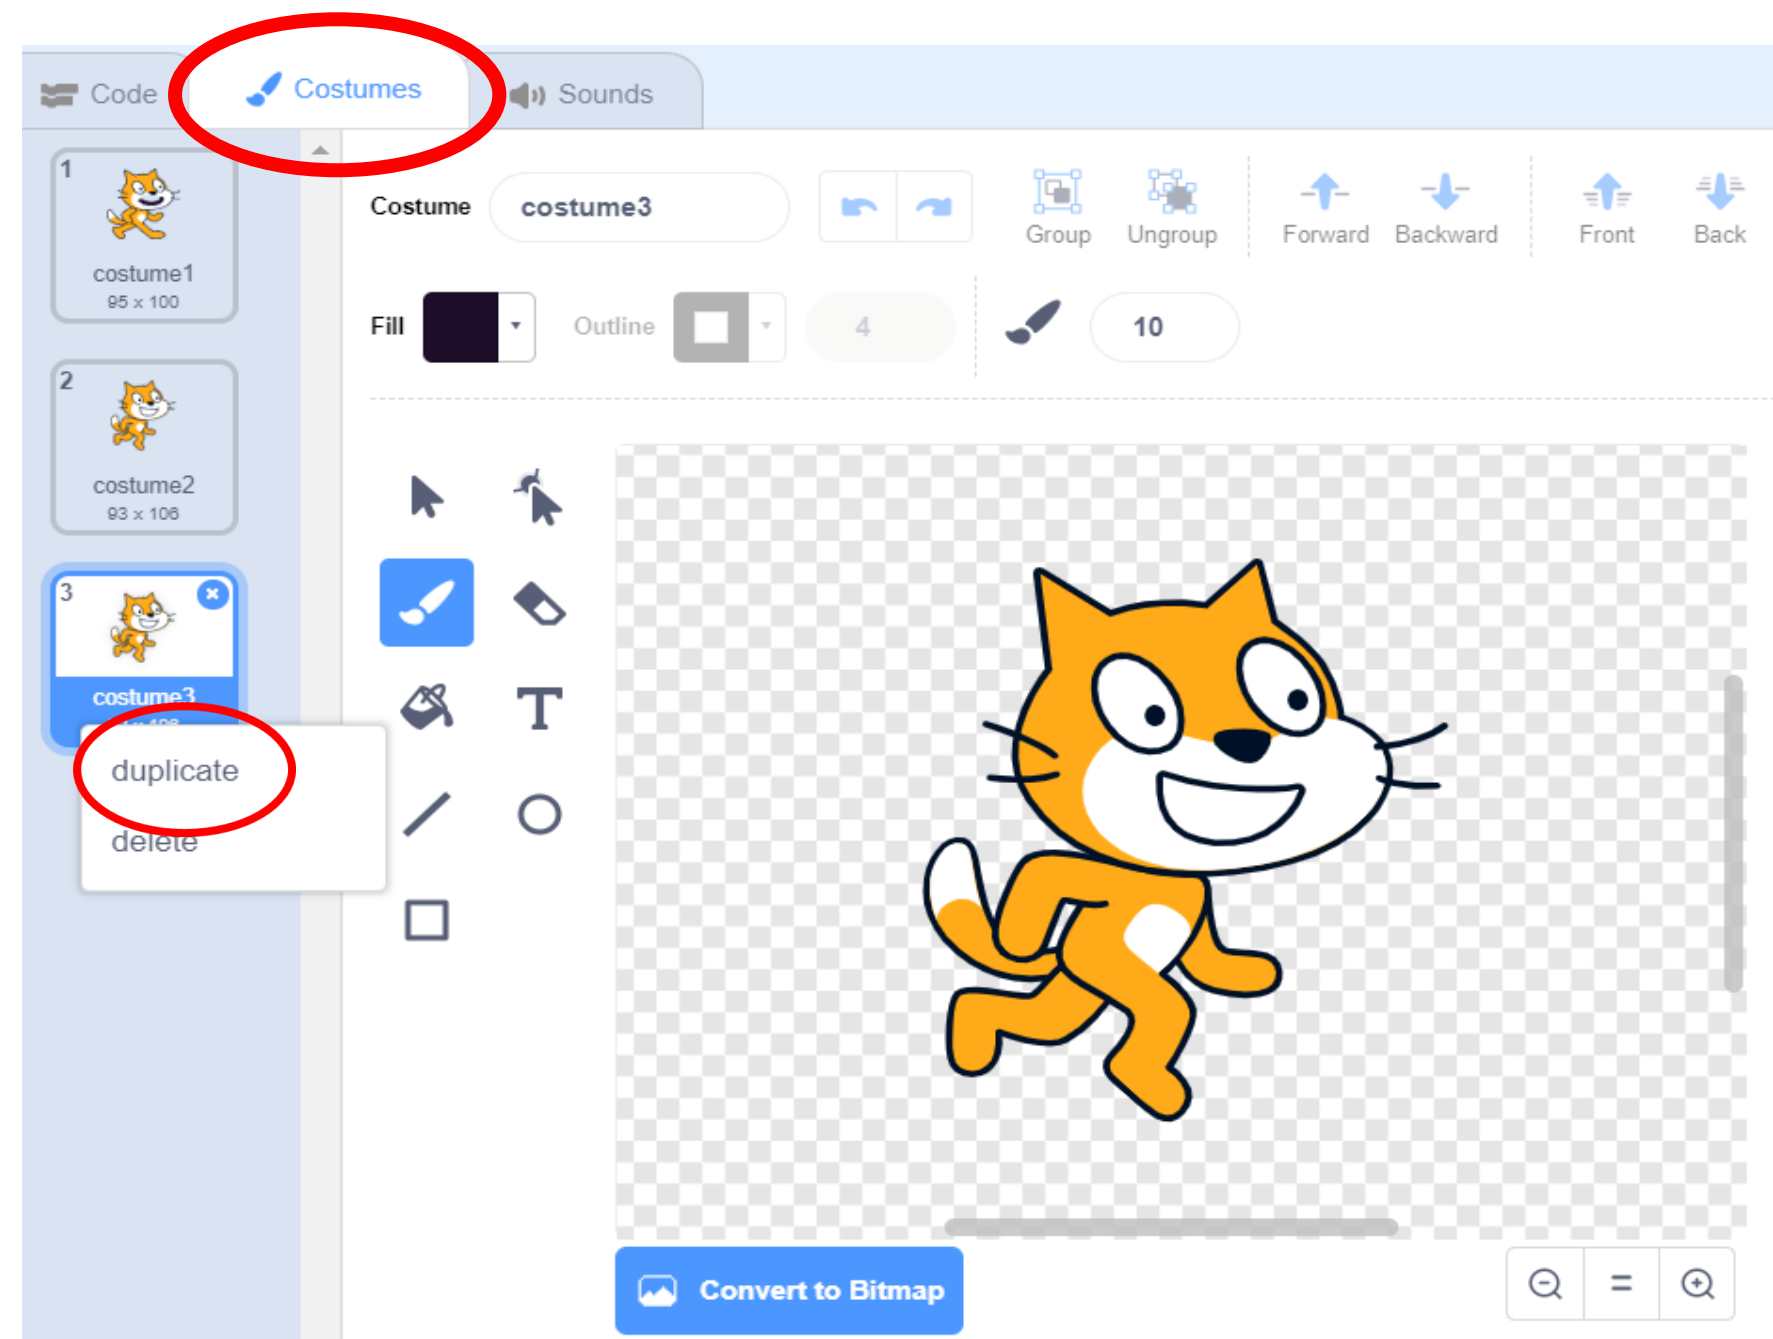 Code
Costumes
Sounds
1
costume1
95 x 100
2
costume2
93 x 106
3
costume3
duplicate
delete
Costume
costume3
Group
Ungroup
Forward
Backward
Front
Back
Fill
Outline
4
10
T
Convert to Bitmap
=